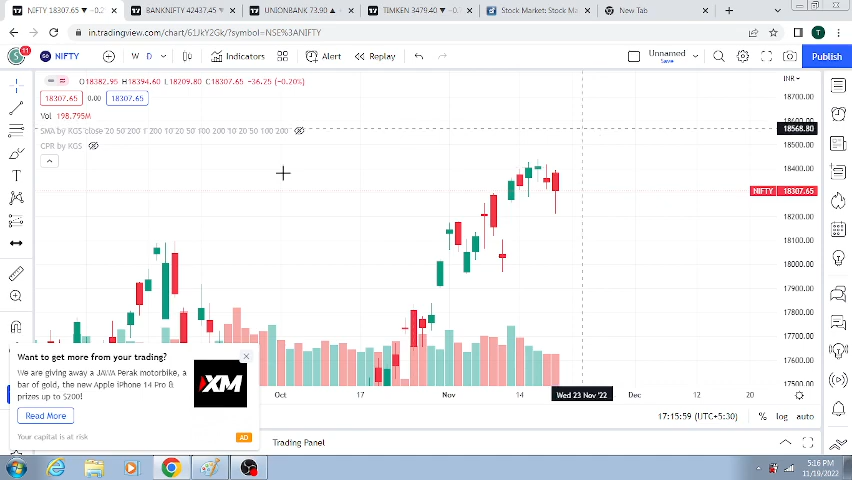 NIFTY 18307.65 ▼ −0.2
BANKNIFTY 42437.45 ▼
UNIONBANK 73.90 ▲
TIMKEN 3479.40 ▼
Stock Market: Stock Ma
New Tab
in.tradingview.com/chart/61JkY2Gk/?symbol=NSE%3ANIFTY
T
11
NIFTY
W D
Indicators
Alert
Replay
Unnamed
Save
Publish
O18382.95 H18394.60 L18209.80 C18307.65 −36.25 (−0.20%)
INR
18307.65 0.00 18307.65
Vol 198.795M
SMA by KGS close 20 50 200 1 200 10 20 50 100 200 10 20 50 100 200
CPR by KGS
18700.00
18568.80
18500.00
18400.00
NIFTY 18307.65
18200.00
18100.00
18000.00
17900.00
17800.00
17700.00
17600.00
17500.00
Want to get more from your trading?
We are giving away a JAWA Perak motorbike, a
bar of gold, the new Apple iPhone 14 Pro &
prizes up to $200!
XM
Read More
Your capital is at risk
AD
Oct 17 Nov 14 Wed 23 Nov '22 Dec 12 20
17:15:59 (UTC+5:30) % log auto
Trading Panel
5:16 PM
11/19/2022